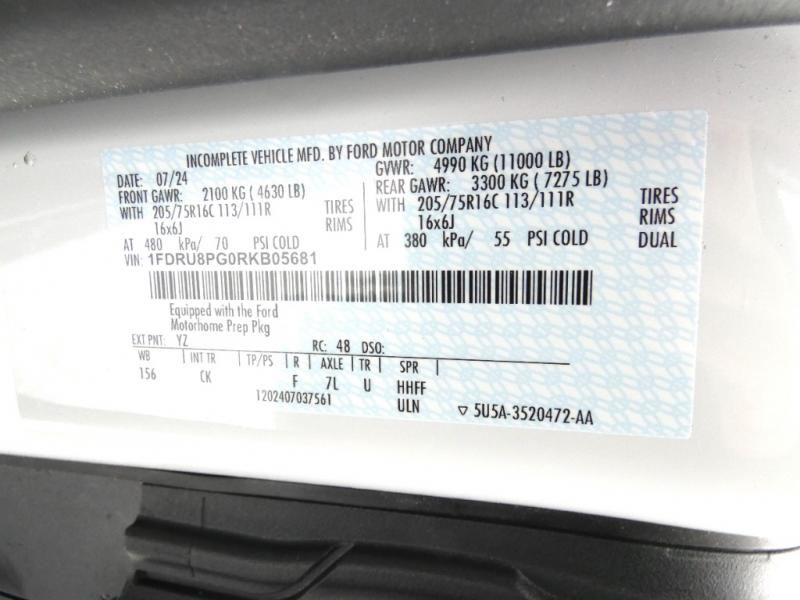 INCOMPLETE VEHICLE MFD. BY FORD MOTOR COMPANY
DATE: 07/24 GVWR: 4990 KG (11000 LB)
FRONT GAWR: 2100 KG ( 4630 LB) REAR GAWR: 3300 KG ( 7275 LB)
WITH 205/75R16C 113/111R TIRES WITH 205/75R16C 113/111R TIRES
16x6J RIMS 16x6J RIMS
AT 480 kPa/ 70 PSI COLD AT 380 kPa/ 55 PSI COLD DUAL
VIN: 1FDRU8PG0RKB05681
Equipped with the Ford
Motorhome Prep Pkg
EXT PNT: YZ RC: 48 DSO:
WB INT TR TP/PS R AXLE TR SPR
156 CK F 7L U HHFF
1202407037561 ULN ▽ 5U5A-3520472-AA